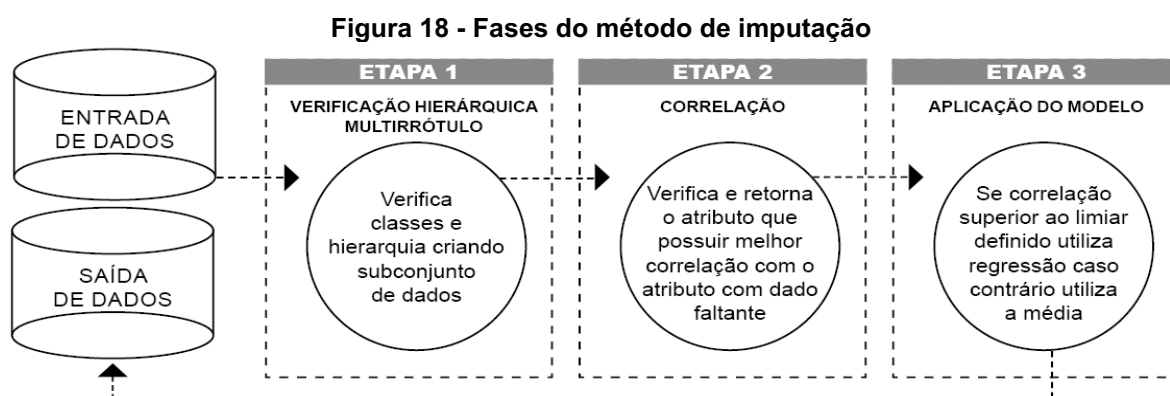 Figura 18 - Fases do método de imputação
ENTRADA
DE DADOS
SAÍDA
DE DADOS
ETAPA 1
VERIFICAÇÃO HIERÁRQUICA
MULTIRRÓTULO
Verifica
classes e
hierarquia criando
subconjunto
de dados
ETAPA 2
CORRELAÇÃO
Verifica e retorna
o atributo que
possuir melhor
correlação com o
atributo com dado
faltante
ETAPA 3
APLICAÇÃO DO MODELO
Se correlação
superior ao limiar
definido utiliza
regressão caso
contrário utiliza
a média